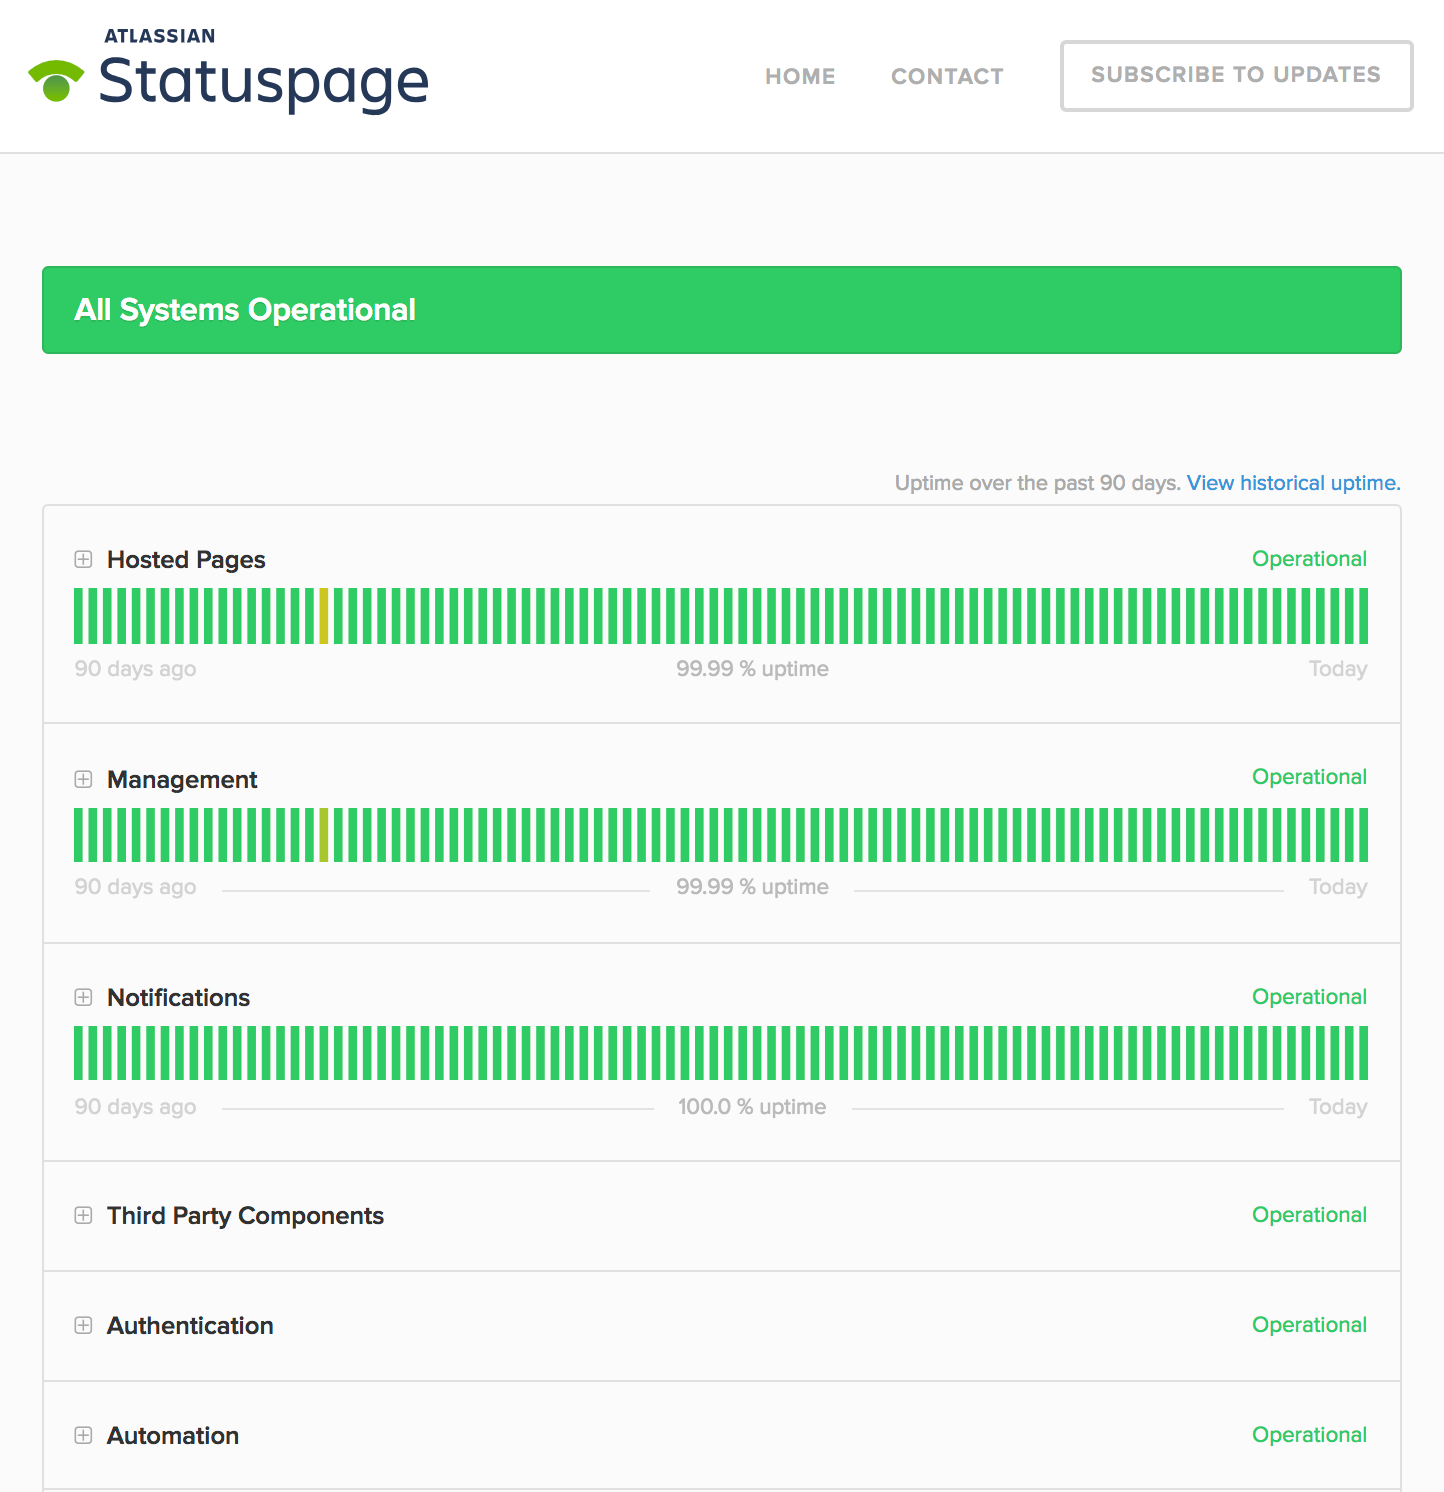 ATLASSIAN
Statuspage
HOME
CONTACT
SUBSCRIBE TO UPDATES
All Systems Operational
Uptime over the past 90 days. View historical uptime.
Hosted Pages
Operational
90 days ago
99.99 % uptime
Today
Management
Operational
90 days ago
99.99 % uptime
Today
Notifications
Operational
90 days ago
100.0 % uptime
Today
Third Party Components
Operational
Authentication
Operational
Automation
Operational